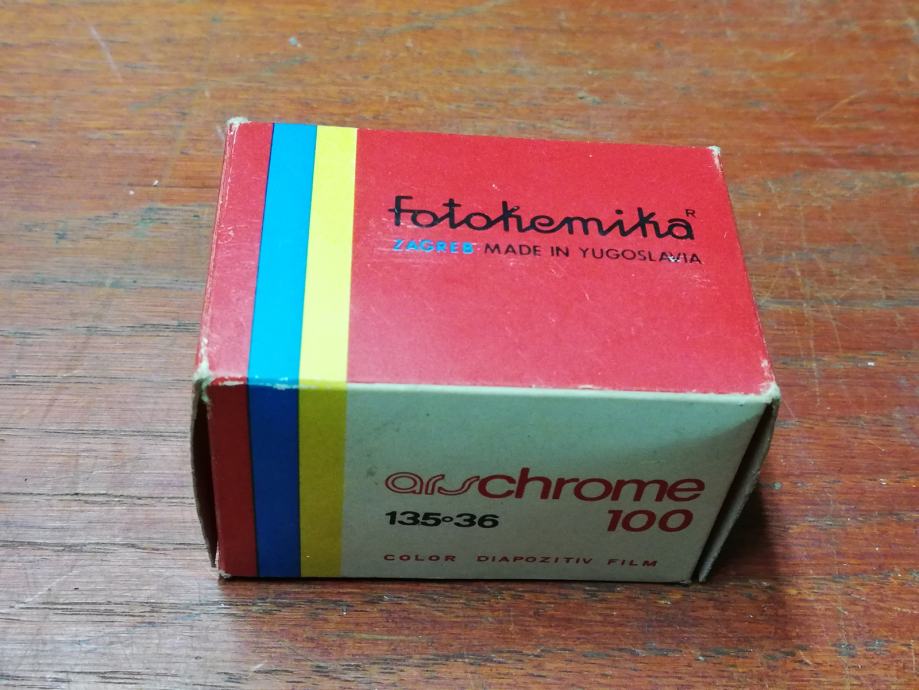 fotokemika R
ZAGREB-MADE IN YUGOSLAVIA
arschrome
135°36 100
COLOR DIAPOZITIV FILM